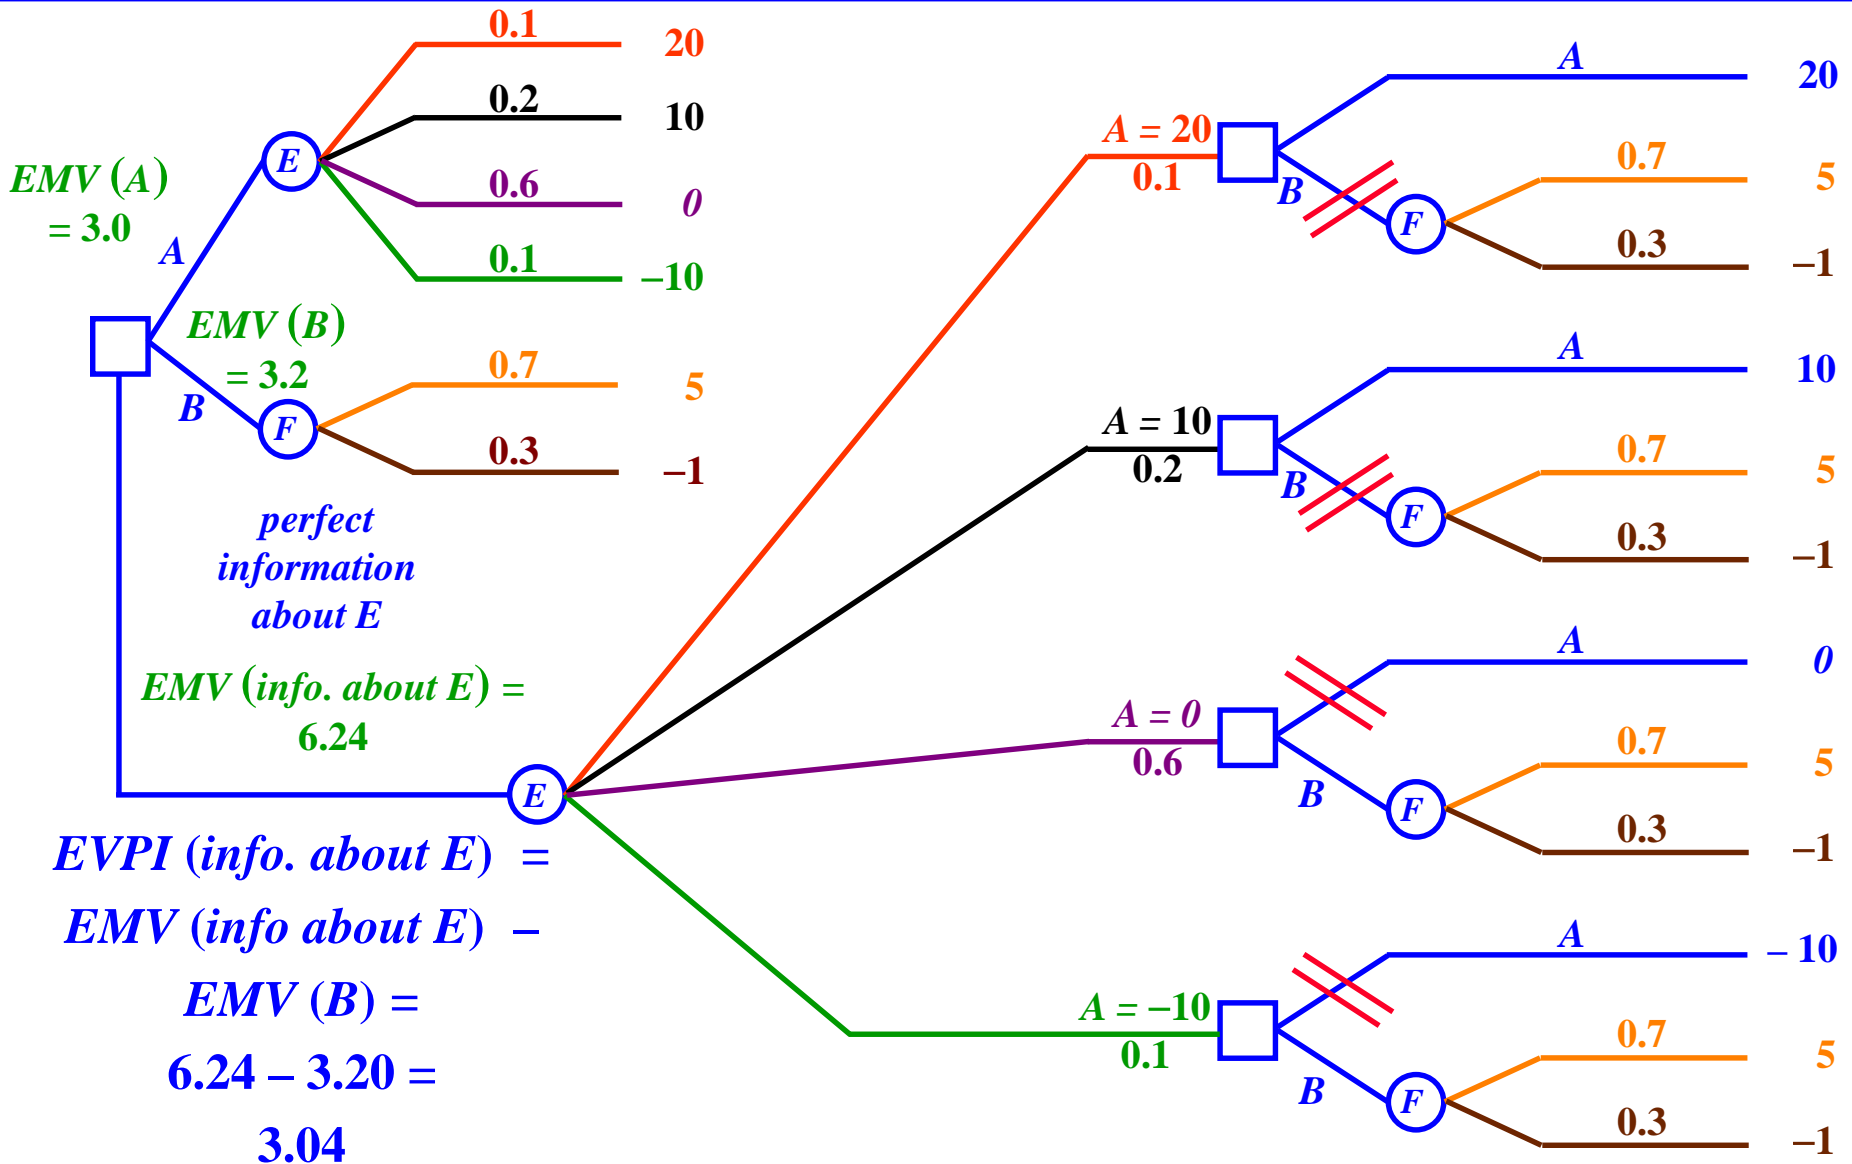 0.1
20
0.2
10
E
0.6
0
EMV (A)
= 3.0
A
0.1
–10
EMV (B)
= 3.2
0.7
5
B
F
0.3
–1
perfect
information
about E
EMV (info. about E) =
6.24
E
EVPI (info. about E) =
EMV (info about E) –
EMV (B) =
6.24 – 3.20 =
3.04
A = 20
0.1
A
20
B
F
0.7
5
0.3
–1
A = 10
0.2
A
10
B
F
0.7
5
0.3
–1
A = 0
0.6
A
0
B
F
0.7
5
0.3
–1
A = –10
0.1
A
– 10
B
F
0.7
5
0.3
–1